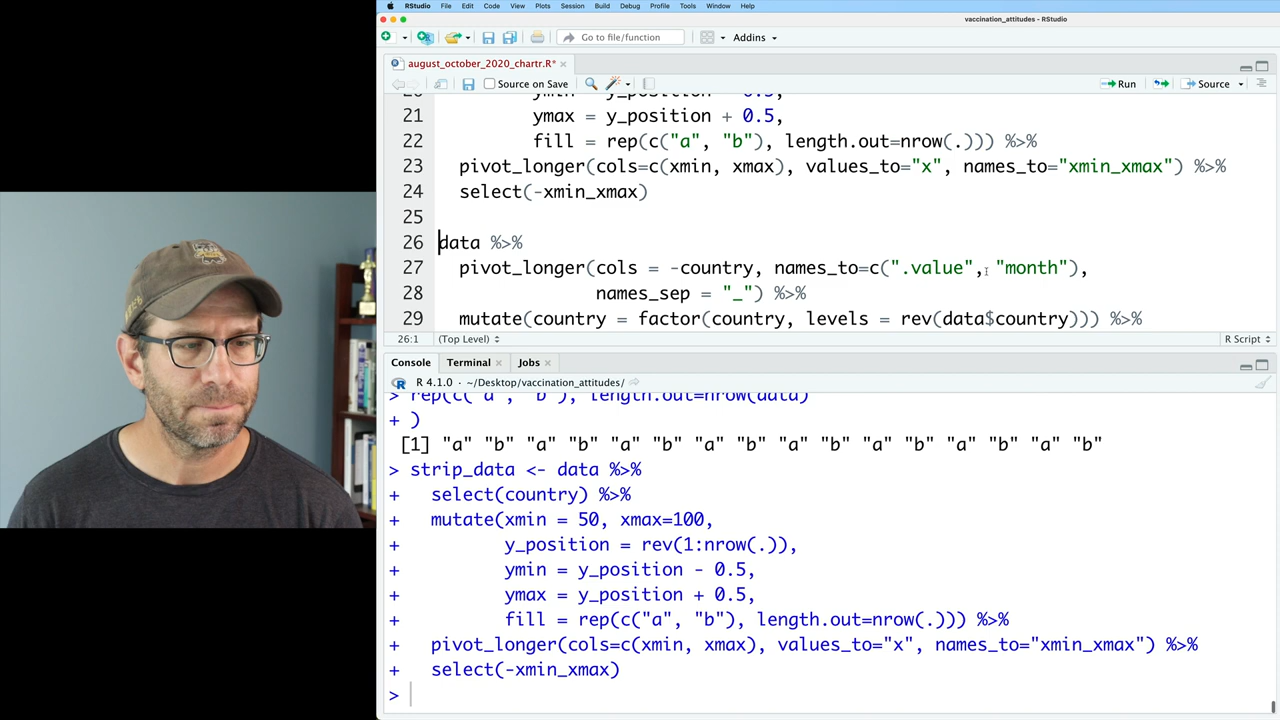 RStudio File Edit Code View Plots Session Build Debug Profile Tools Window Help
vaccination_attitudes - RStudio
Go to file/function Addins
august_october_2020_chartr.R*
Source on Save Run Source
21 ymax = y_position + 0.5,
22 fill = rep(c("a", "b"), length.out=nrow(.))) %>%
23 pivot_longer(cols=c(xmin, xmax), values_to="x", names_to="xmin_xmax") %>%
24 select(-xmin_xmax)
25
26 data %>%
27 pivot_longer(cols = -country, names_to=c(".value", "month"),
28 names_sep = "_") %>%
29 mutate(country = factor(country, levels = rev(data$country))) %>%
26:1 (Top Level) R Script
Console Terminal Jobs
R 4.1.0 · ~/Desktop/vaccination_attitudes/
> rep(c("a", "b"), length.out=nrow(data)
+ )
[1] "a" "b" "a" "b" "a" "b" "a" "b" "a" "b" "a" "b" "a" "b" "a" "b"
> strip_data <- data %>%
+ select(country) %>%
+ mutate(xmin = 50, xmax=100,
+ y_position = rev(1:nrow(.)),
+ ymin = y_position - 0.5,
+ ymax = y_position + 0.5,
+ fill = rep(c("a", "b"), length.out=nrow(.))) %>%
+ pivot_longer(cols=c(xmin, xmax), values_to="x", names_to="xmin_xmax") %>%
+ select(-xmin_xmax)
>